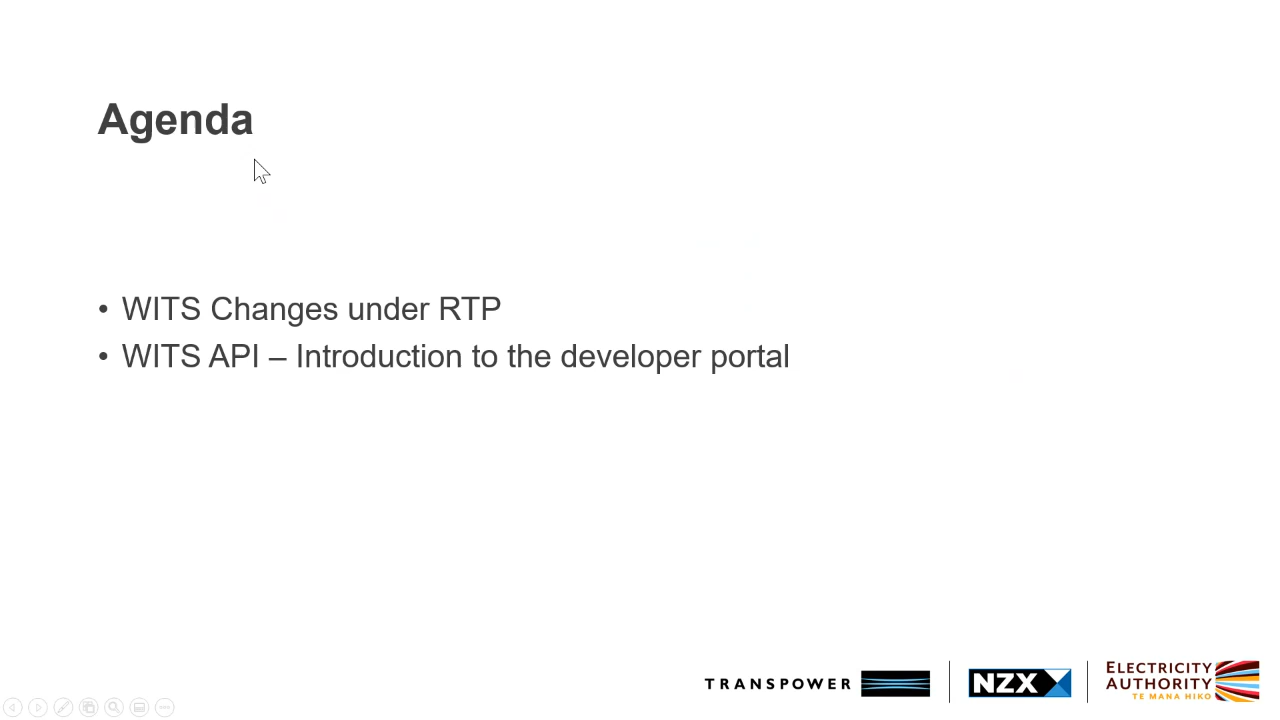 Agenda
• WITS Changes under RTP
• WITS API – Introduction to the developer portal
TRANSPOWER
NZX
ELECTRICITY
AUTHORITY
TE MANA HIKO